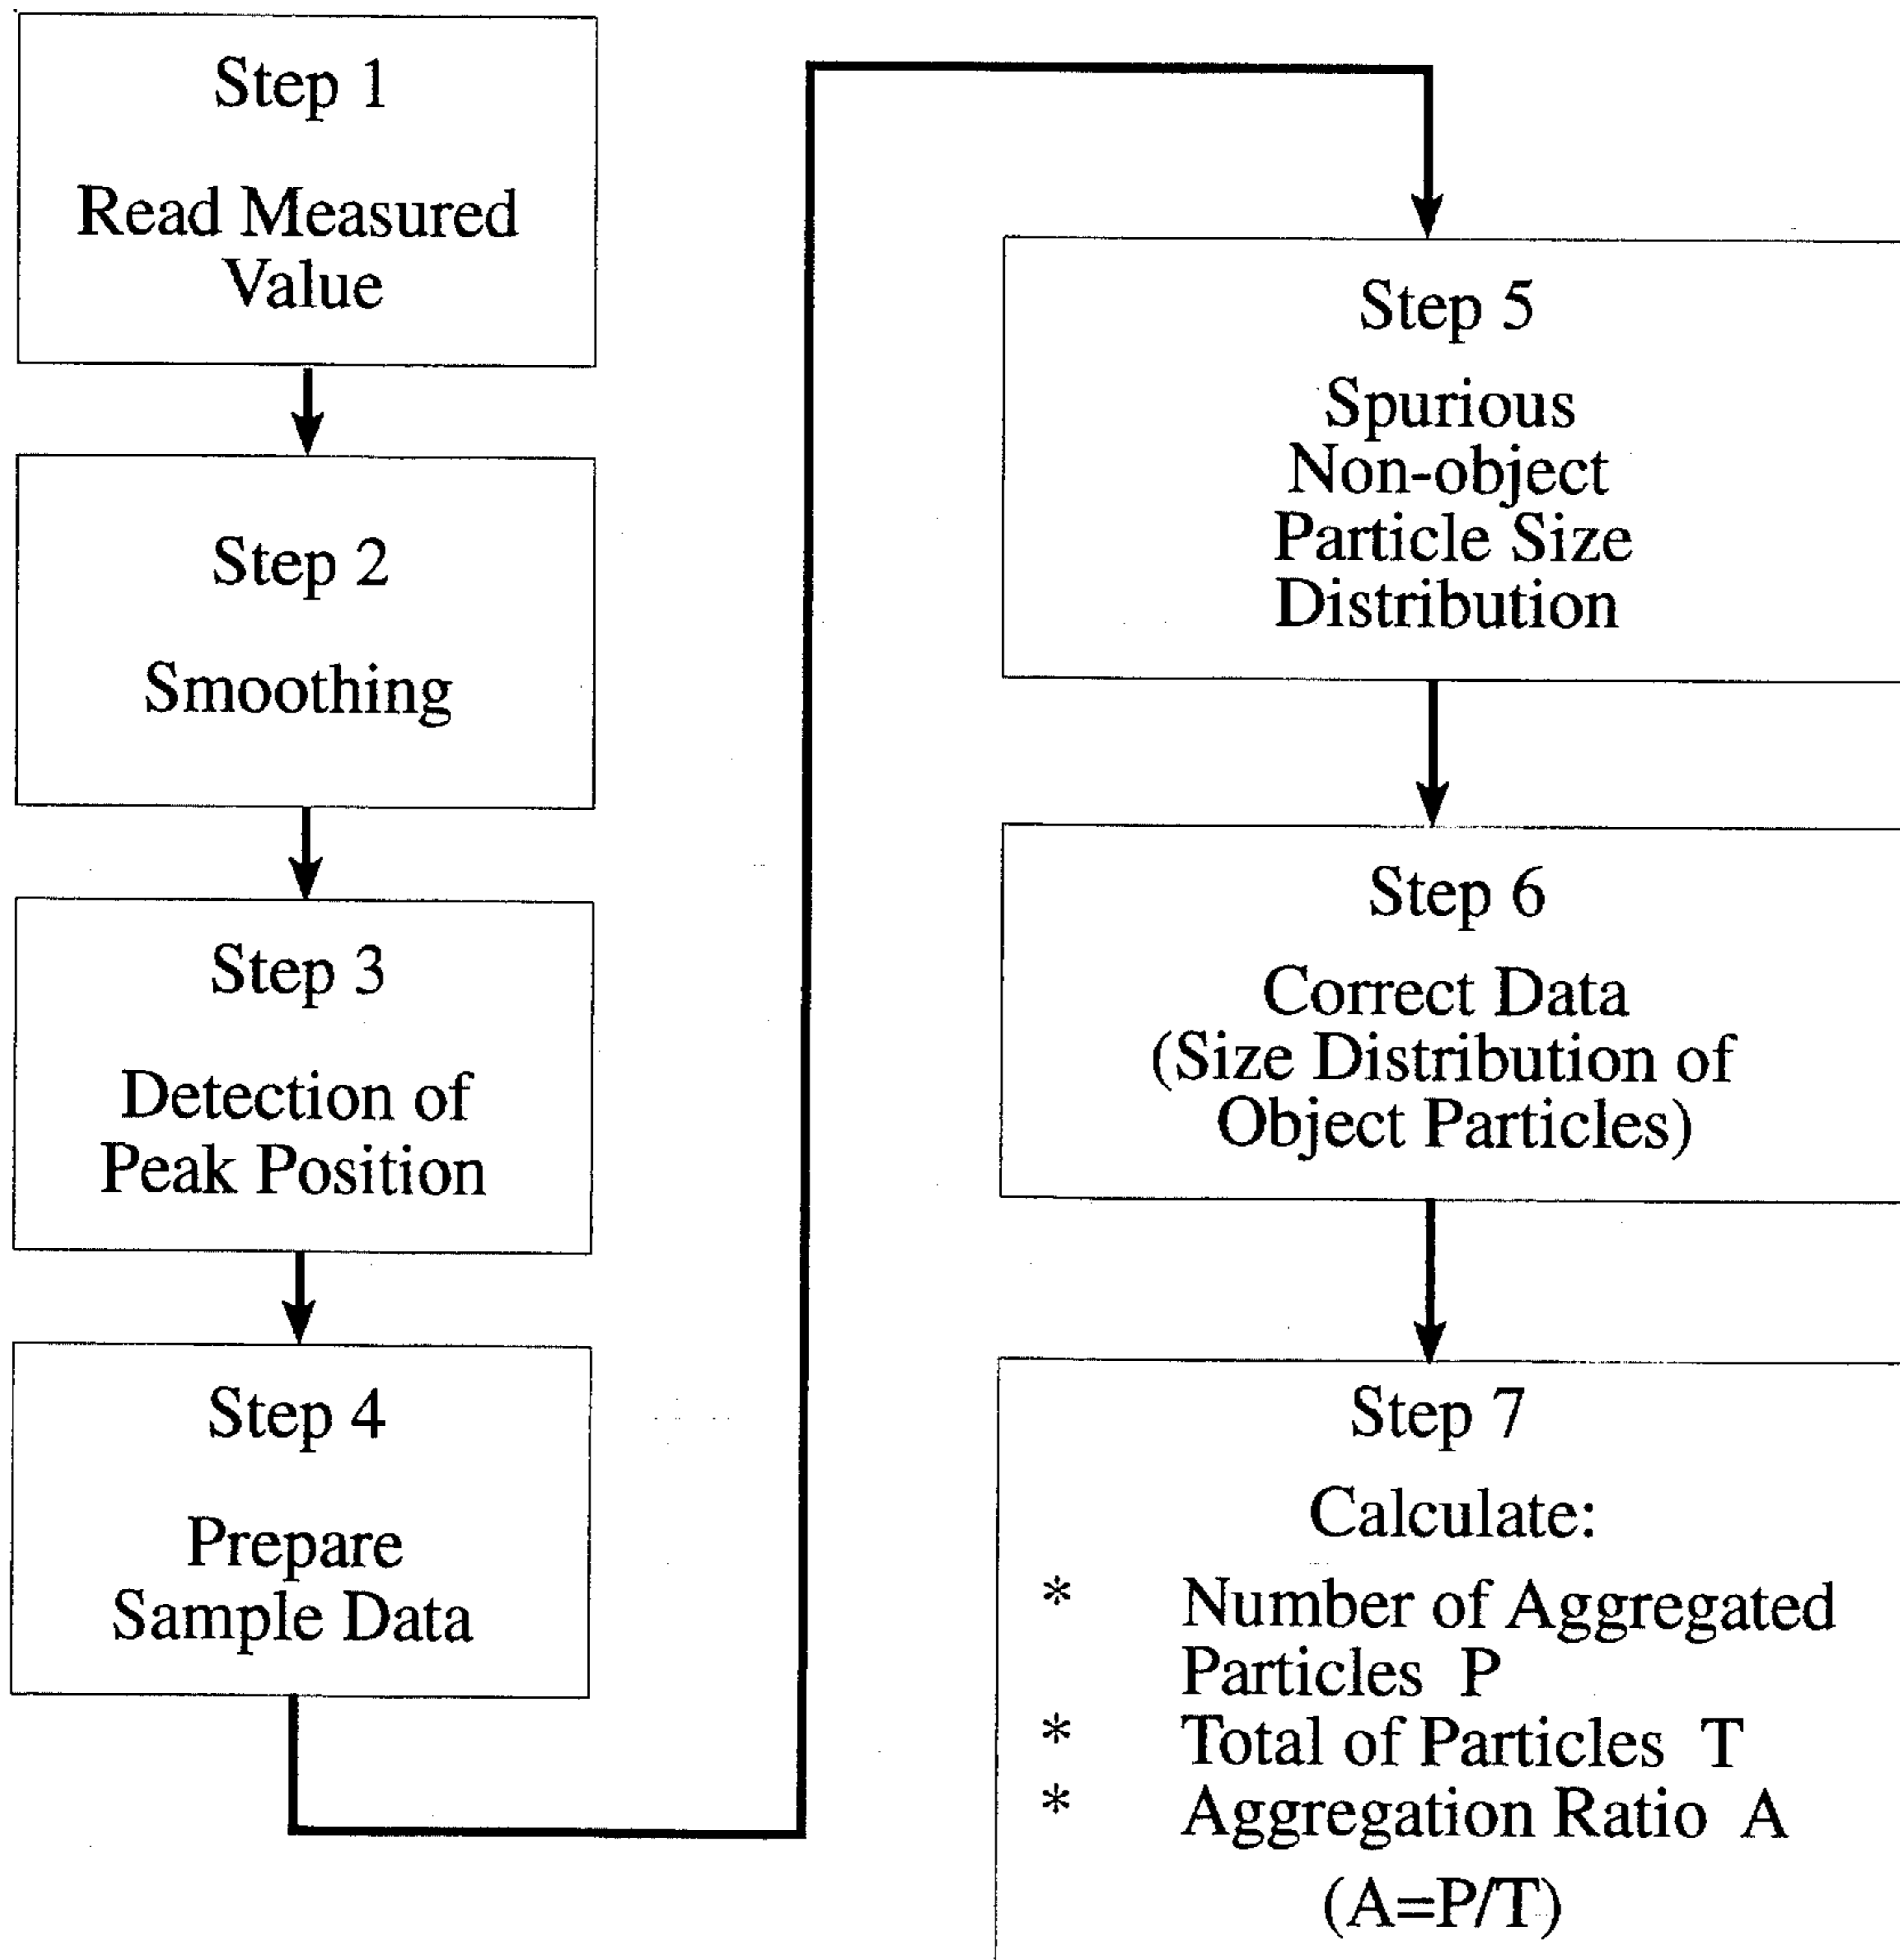 Step 1
Read Measured
Value
Step 2
Smoothing
Step 3
Detection of
Peak Position
Step 4
Prepare
Sample Data
Step 5
Spurious
Non-object
Particle Size
Distribution
Step 6
Correct Data
(Size Distribution of
Object Particles)
Step 7
Calculate:
* Number of Aggregated
Particles P
* Total of Particles T
* Aggregation Ratio A
(A=P/T)